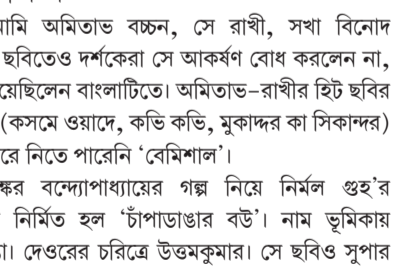 ামি অমিতাভ বচ্চন, সে রাখী, সখা বিনোদ
ছবিতেও দর্শকেরা সে আকর্ষণ বোধ করলেন না,
য়েছিলেন বাংলাটিতে। অমিতাভ-রাখীর হিট ছবির
(কসমে ওয়াদে, কভি কভি, মুকাদ্দর কা সিকান্দর)
রে নিতে পারেনি ‘বেমিশাল’।
ঙ্কর বন্দ্যোপাধ্যায়ের গল্প নিয়ে নির্মল গুহ'র
নির্মিত হল ‘চাঁপাডাঙার বউ’। নাম ভূমিকায়
া। দেওরের চরিত্রে উত্তমকুমার। সে ছবিও সুপার